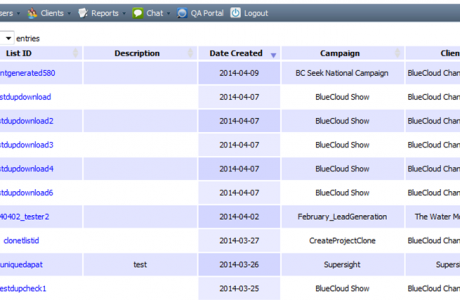 sers Clients Reports Chat QA Portal Logout
entries
List ID Description Date Created Campaign Clien
ntgenerated580 2014-04-09 BC Seek National Campaign BlueCloud Chan
stdupdownload 2014-04-07 BlueCloud Show BlueCloud Chan
stdupdownload2 2014-04-07 BlueCloud Show BlueCloud Chan
stdupdownload3 2014-04-07 BlueCloud Show BlueCloud Chan
stdupdownload4 2014-04-07 BlueCloud Show BlueCloud Chan
stdupdownload6 2014-04-07 BlueCloud Show BlueCloud Chan
40402_tester2 2014-04-02 February_LeadGeneration The Water M
clonetlistid 2014-03-27 CreateProjectClone BlueCloud Chan
uniquedapat test 2014-03-26 Supersight Supers
estdupcheck1 2014-03-25 BlueCloud Show BlueCloud Chan